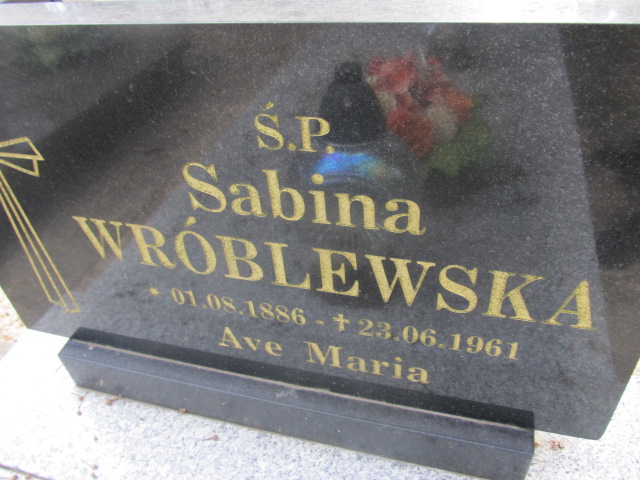 Ś.P.
Sabina
WRÓBLEWSKA
* 01.08.1886 - ✝ 23.06.1961
Ave Maria